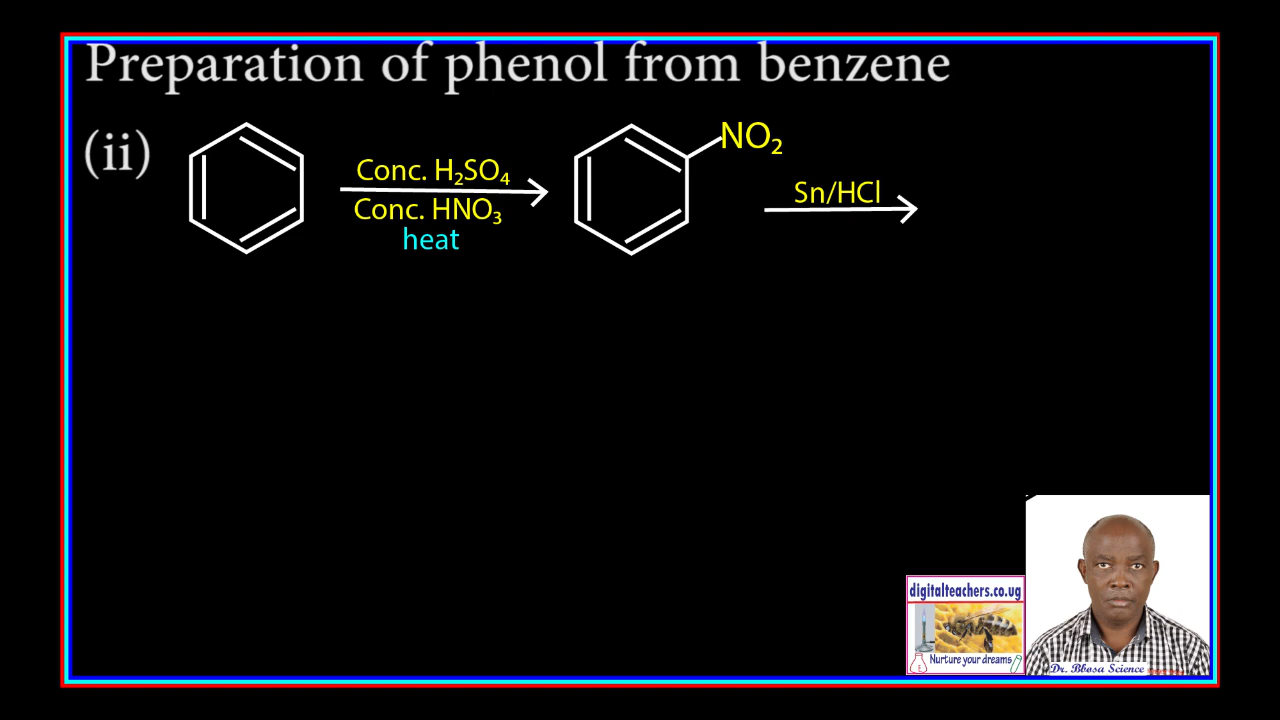 Preparation of phenol from benzene
(ii)
Conc. H₂SO₄
Conc. HNO₃
heat
NO₂
Sn/HCl
digitalteachers.co.ug
Nurture your dreams
Dr. Bbosa Science